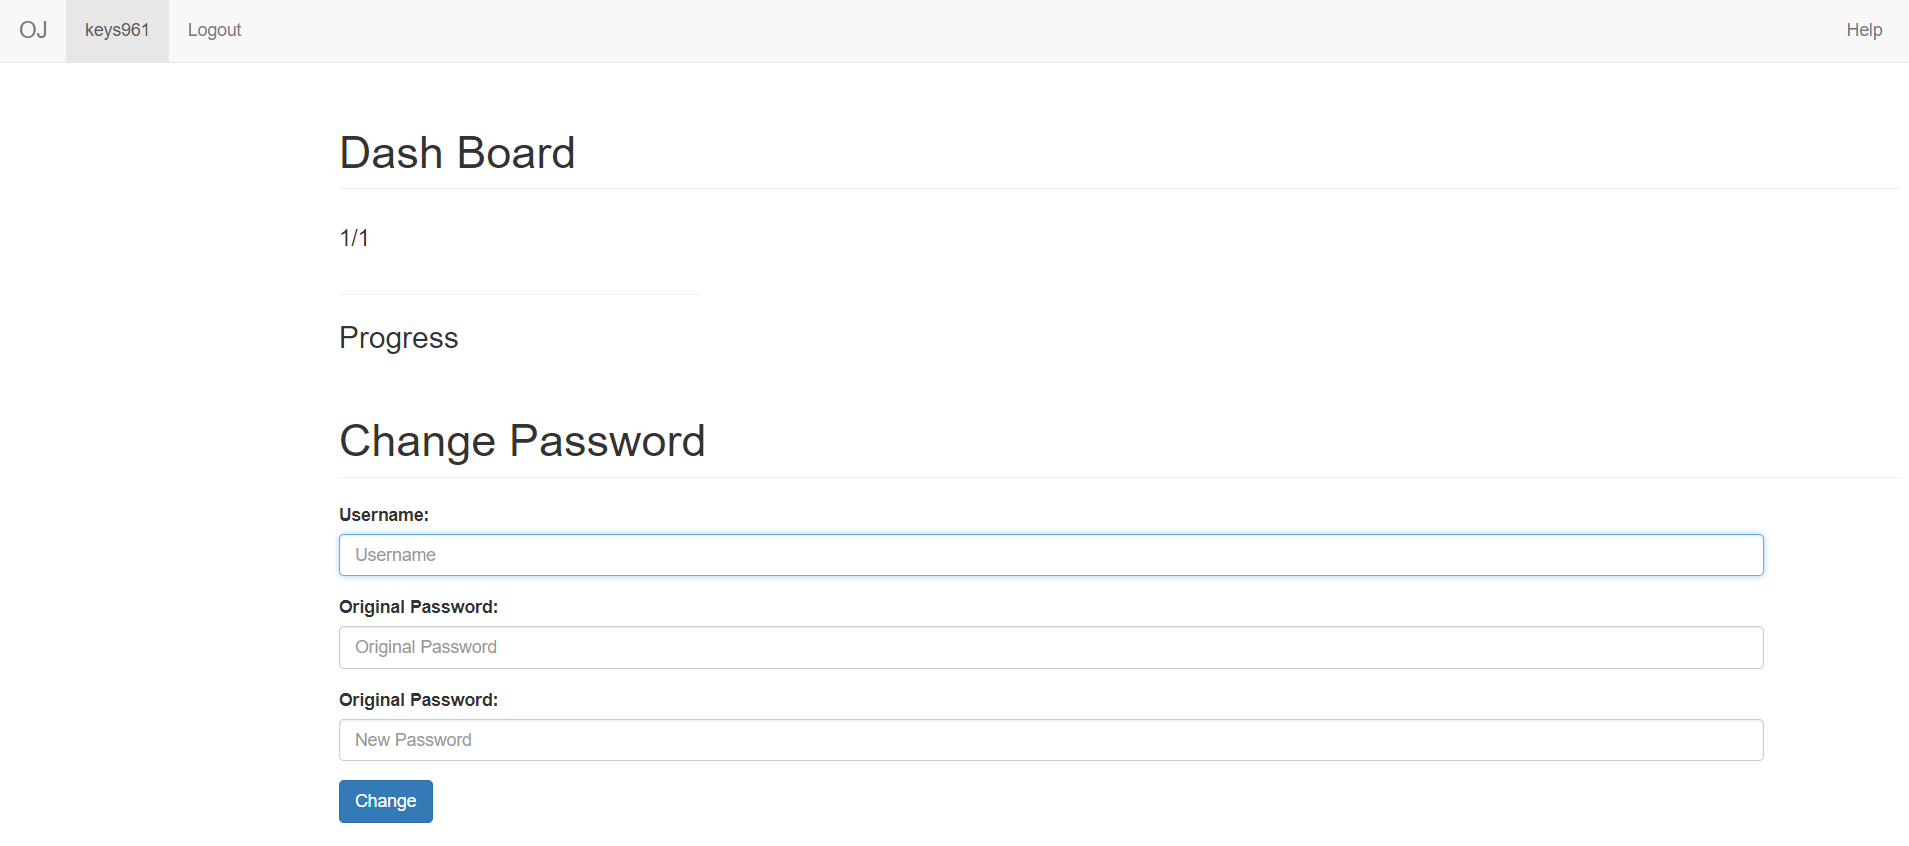 OJ keys961 Logout Help
Dash Board
1/1
Progress
Change Password
Username:
Username
Original Password:
Original Password
Original Password:
New Password
Change